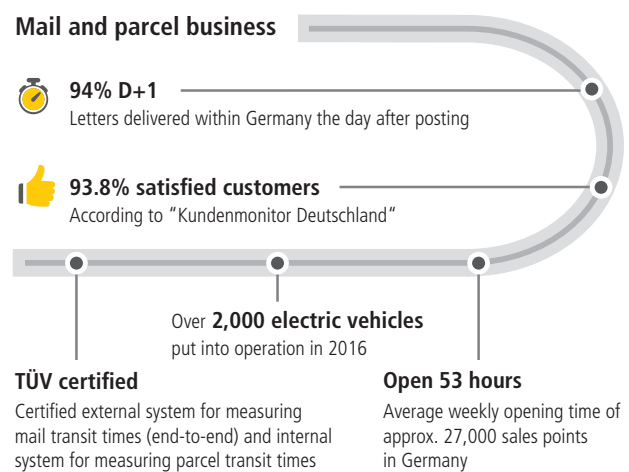 Mail and parcel business
94% D+1
Letters delivered within Germany the day after posting
93.8% satisfied customers
According to “Kundenmonitor Deutschland“
Over 2,000 electric vehicles
put into operation in 2016
TÜV certified
Certified external system for measuring
mail transit times (end-to-end) and internal
system for measuring parcel transit times
Open 53 hours
Average weekly opening time of
approx. 27,000 sales points
in Germany